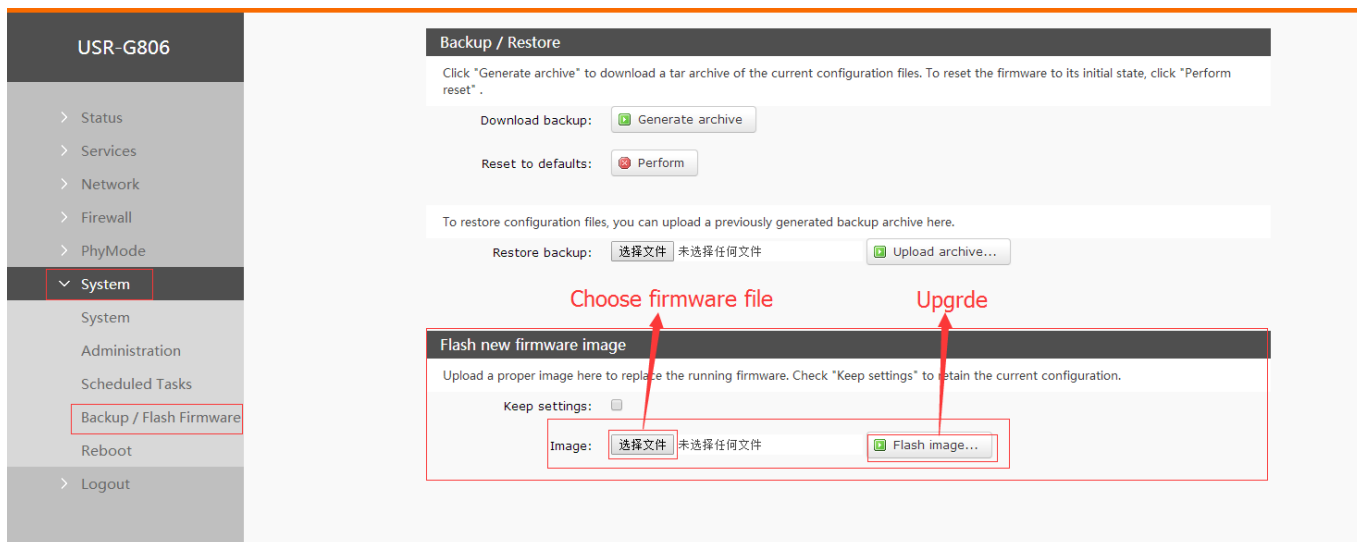 USR-G806
Status
Services
Network
Firewall
PhyMode
System
System
Administration
Scheduled Tasks
Backup / Flash Firmware
Reboot
Logout
Backup / Restore
Click "Generate archive" to download a tar archive of the current configuration files. To reset the firmware to its initial state, click "Perform
reset" .
Download backup: Generate archive
Reset to defaults: Perform
To restore configuration files, you can upload a previously generated backup archive here.
Restore backup: 选择文件 未选择任何文件 Upload archive...
Choose firmware file Upgrde
Flash new firmware image
Upload a proper image here to replace the running firmware. Check "Keep settings" to retain the current configuration.
Keep settings:
Image: 选择文件 未选择任何文件 Flash image...